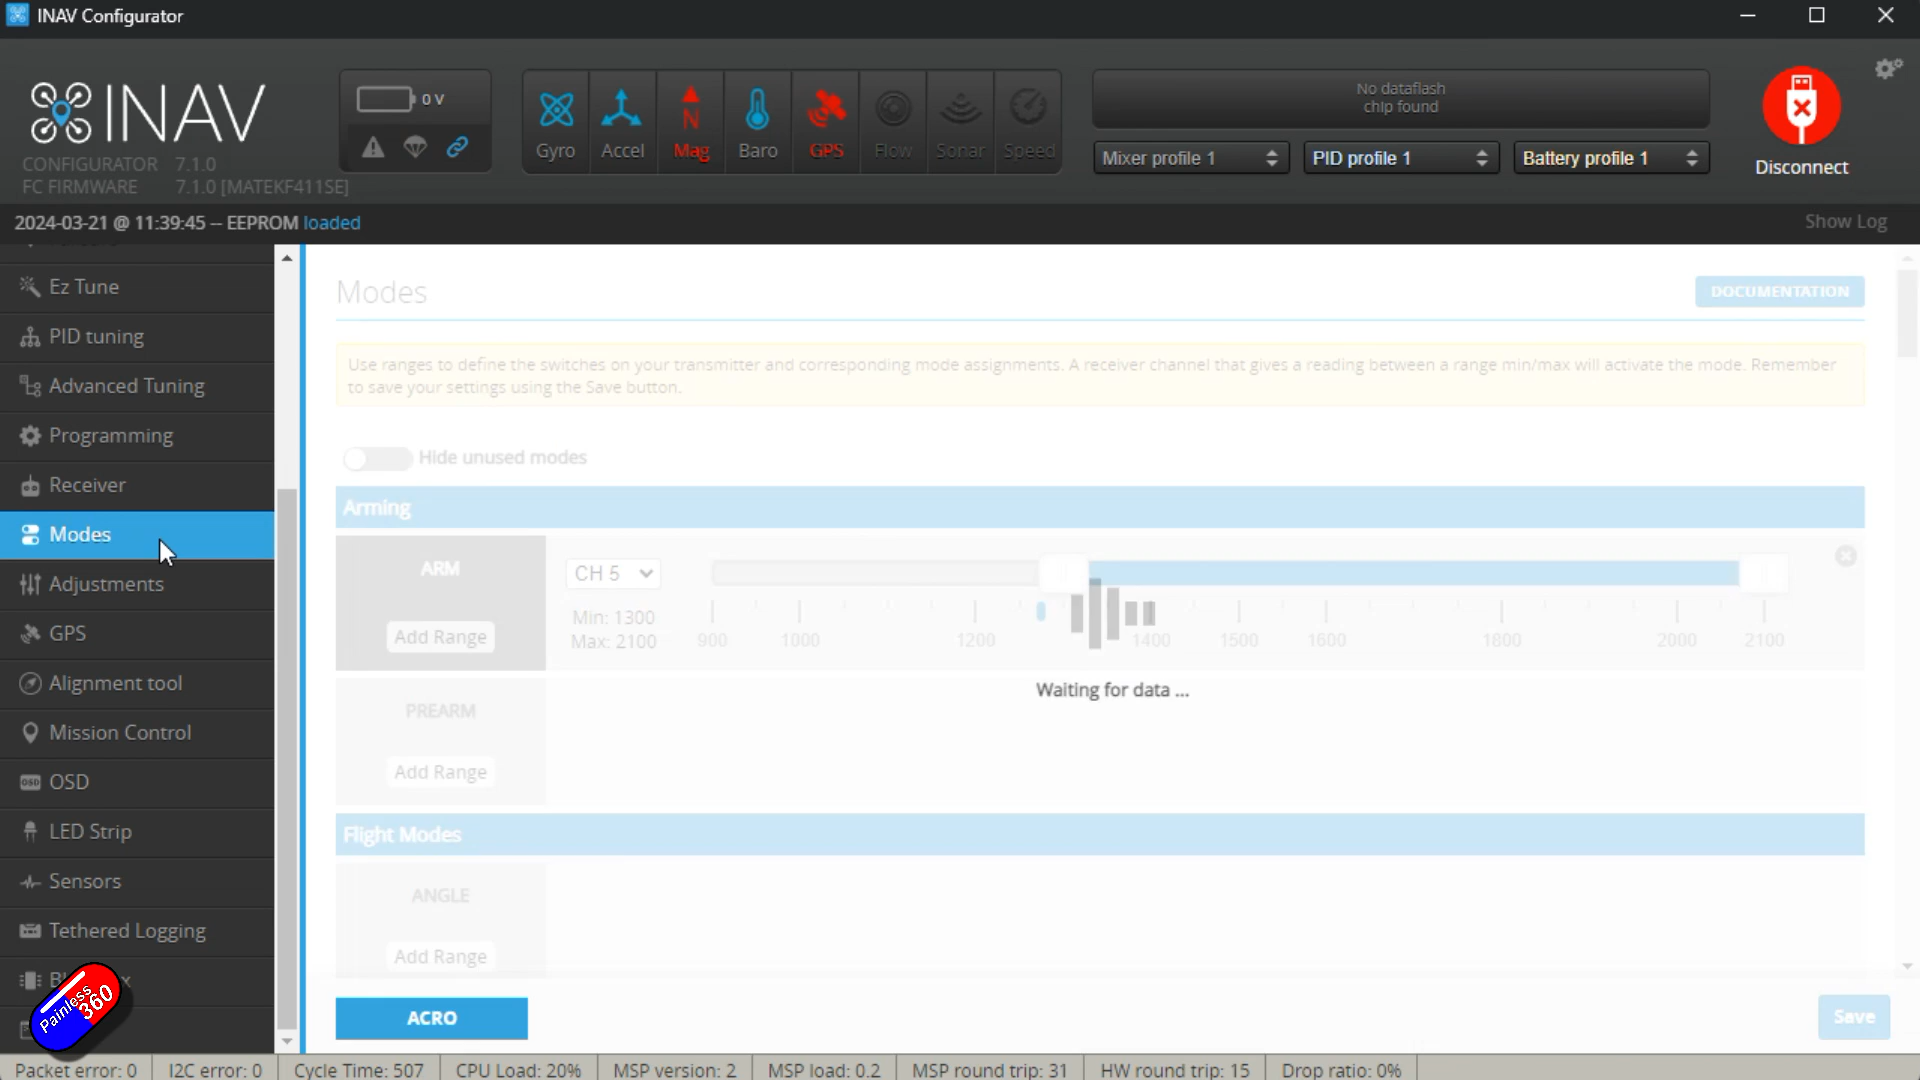 INAV Configurator
INAV
CONFIGURATOR 7.1.0
FC FIRMWARE 7.1.0 [MATEKF411SE]
0 V
Gyro
Accel
Mag
Baro
GPS
Flow
Sonar
Speed
No dataflash
chip found
Mixer profile 1
PID profile 1
Battery profile 1
Disconnect
2024-03-21 @ 11:39:45 -- EEPROM loaded
Show Log
Ez Tune
PID tuning
Advanced Tuning
Programming
Receiver
Modes
Adjustments
GPS
Alignment tool
Mission Control
OSD
LED Strip
Sensors
Tethered Logging
Painless
360
Modes
DOCUMENTATION
Use ranges to define the switches on your transmitter and corresponding mode assignments. A receiver channel that gives a reading between a range min/max will activate the mode. Remember
to save your settings using the Save button.
Hide unused modes
Arming
ARM
Add Range
CH 5
Min: 1300
Max: 2100
900 1000 1200 1400 1500 1600 1800 2000 2100
Waiting for data ...
PREARM
Add Range
Flight Modes
ANGLE
Add Range
ACRO
Save
Packet error: 0
I2C error: 0
Cycle Time: 507
CPU Load: 20%
MSP version: 2
MSP load: 0.2
MSP round trip: 31
HW round trip: 15
Drop ratio: 0%